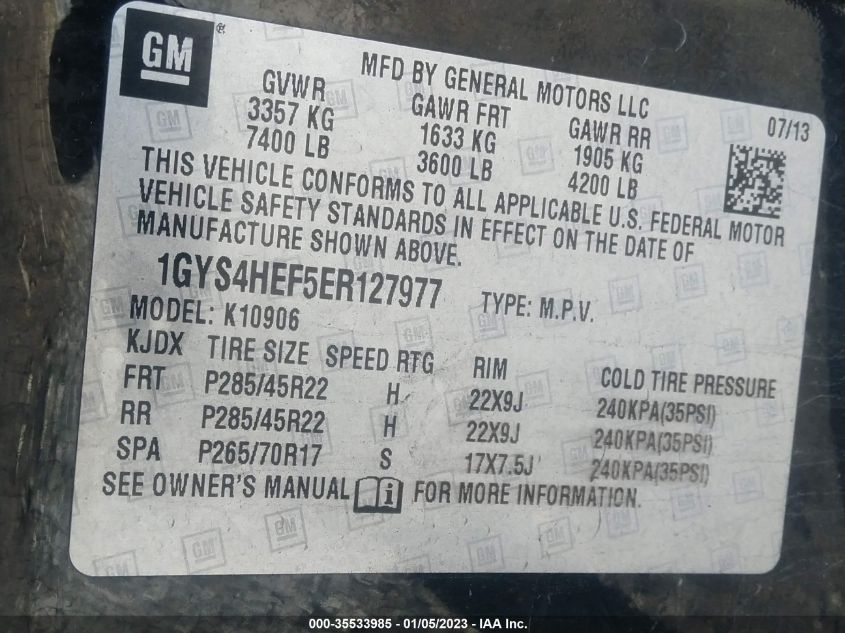 GM
MFD BY GENERAL MOTORS LLC
07/13
GVWR GAWR FRT GAWR RR
3357 KG 1633 KG 1905 KG
7400 LB 3600 LB 4200 LB
THIS VEHICLE CONFORMS TO ALL APPLICABLE U.S. FEDERAL MOTOR
VEHICLE SAFETY STANDARDS IN EFFECT ON THE DATE OF
MANUFACTURE SHOWN ABOVE.
1GYS4HEF5ER127977 TYPE: M.P.V.
MODEL: K10906
KJDX TIRE SIZE SPEED RTG RIM COLD TIRE PRESSURE
FRT P285/45R22 H 22X9J 240KPA(35PSI)
RR P285/45R22 H 22X9J 240KPA(35PSI)
SPA P265/70R17 S 17X7.5J 240KPA(35PSI)
SEE OWNER'S MANUAL i FOR MORE INFORMATION.
000-35533985 — 01/05/2023 — IAA Inc.